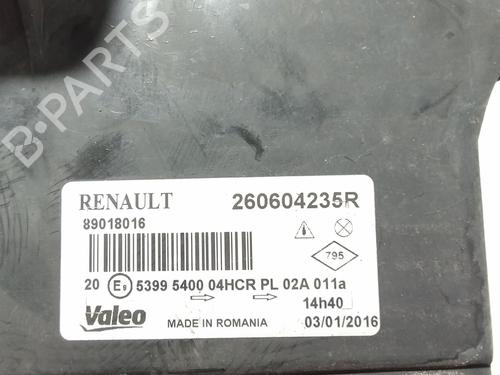 B-PARTS
RENAULT 260604235R
89018016
795
20 E9 5399 5400 04HCR PL 02A 011a
14h40
Valeo MADE IN ROMANIA 03/01/2016